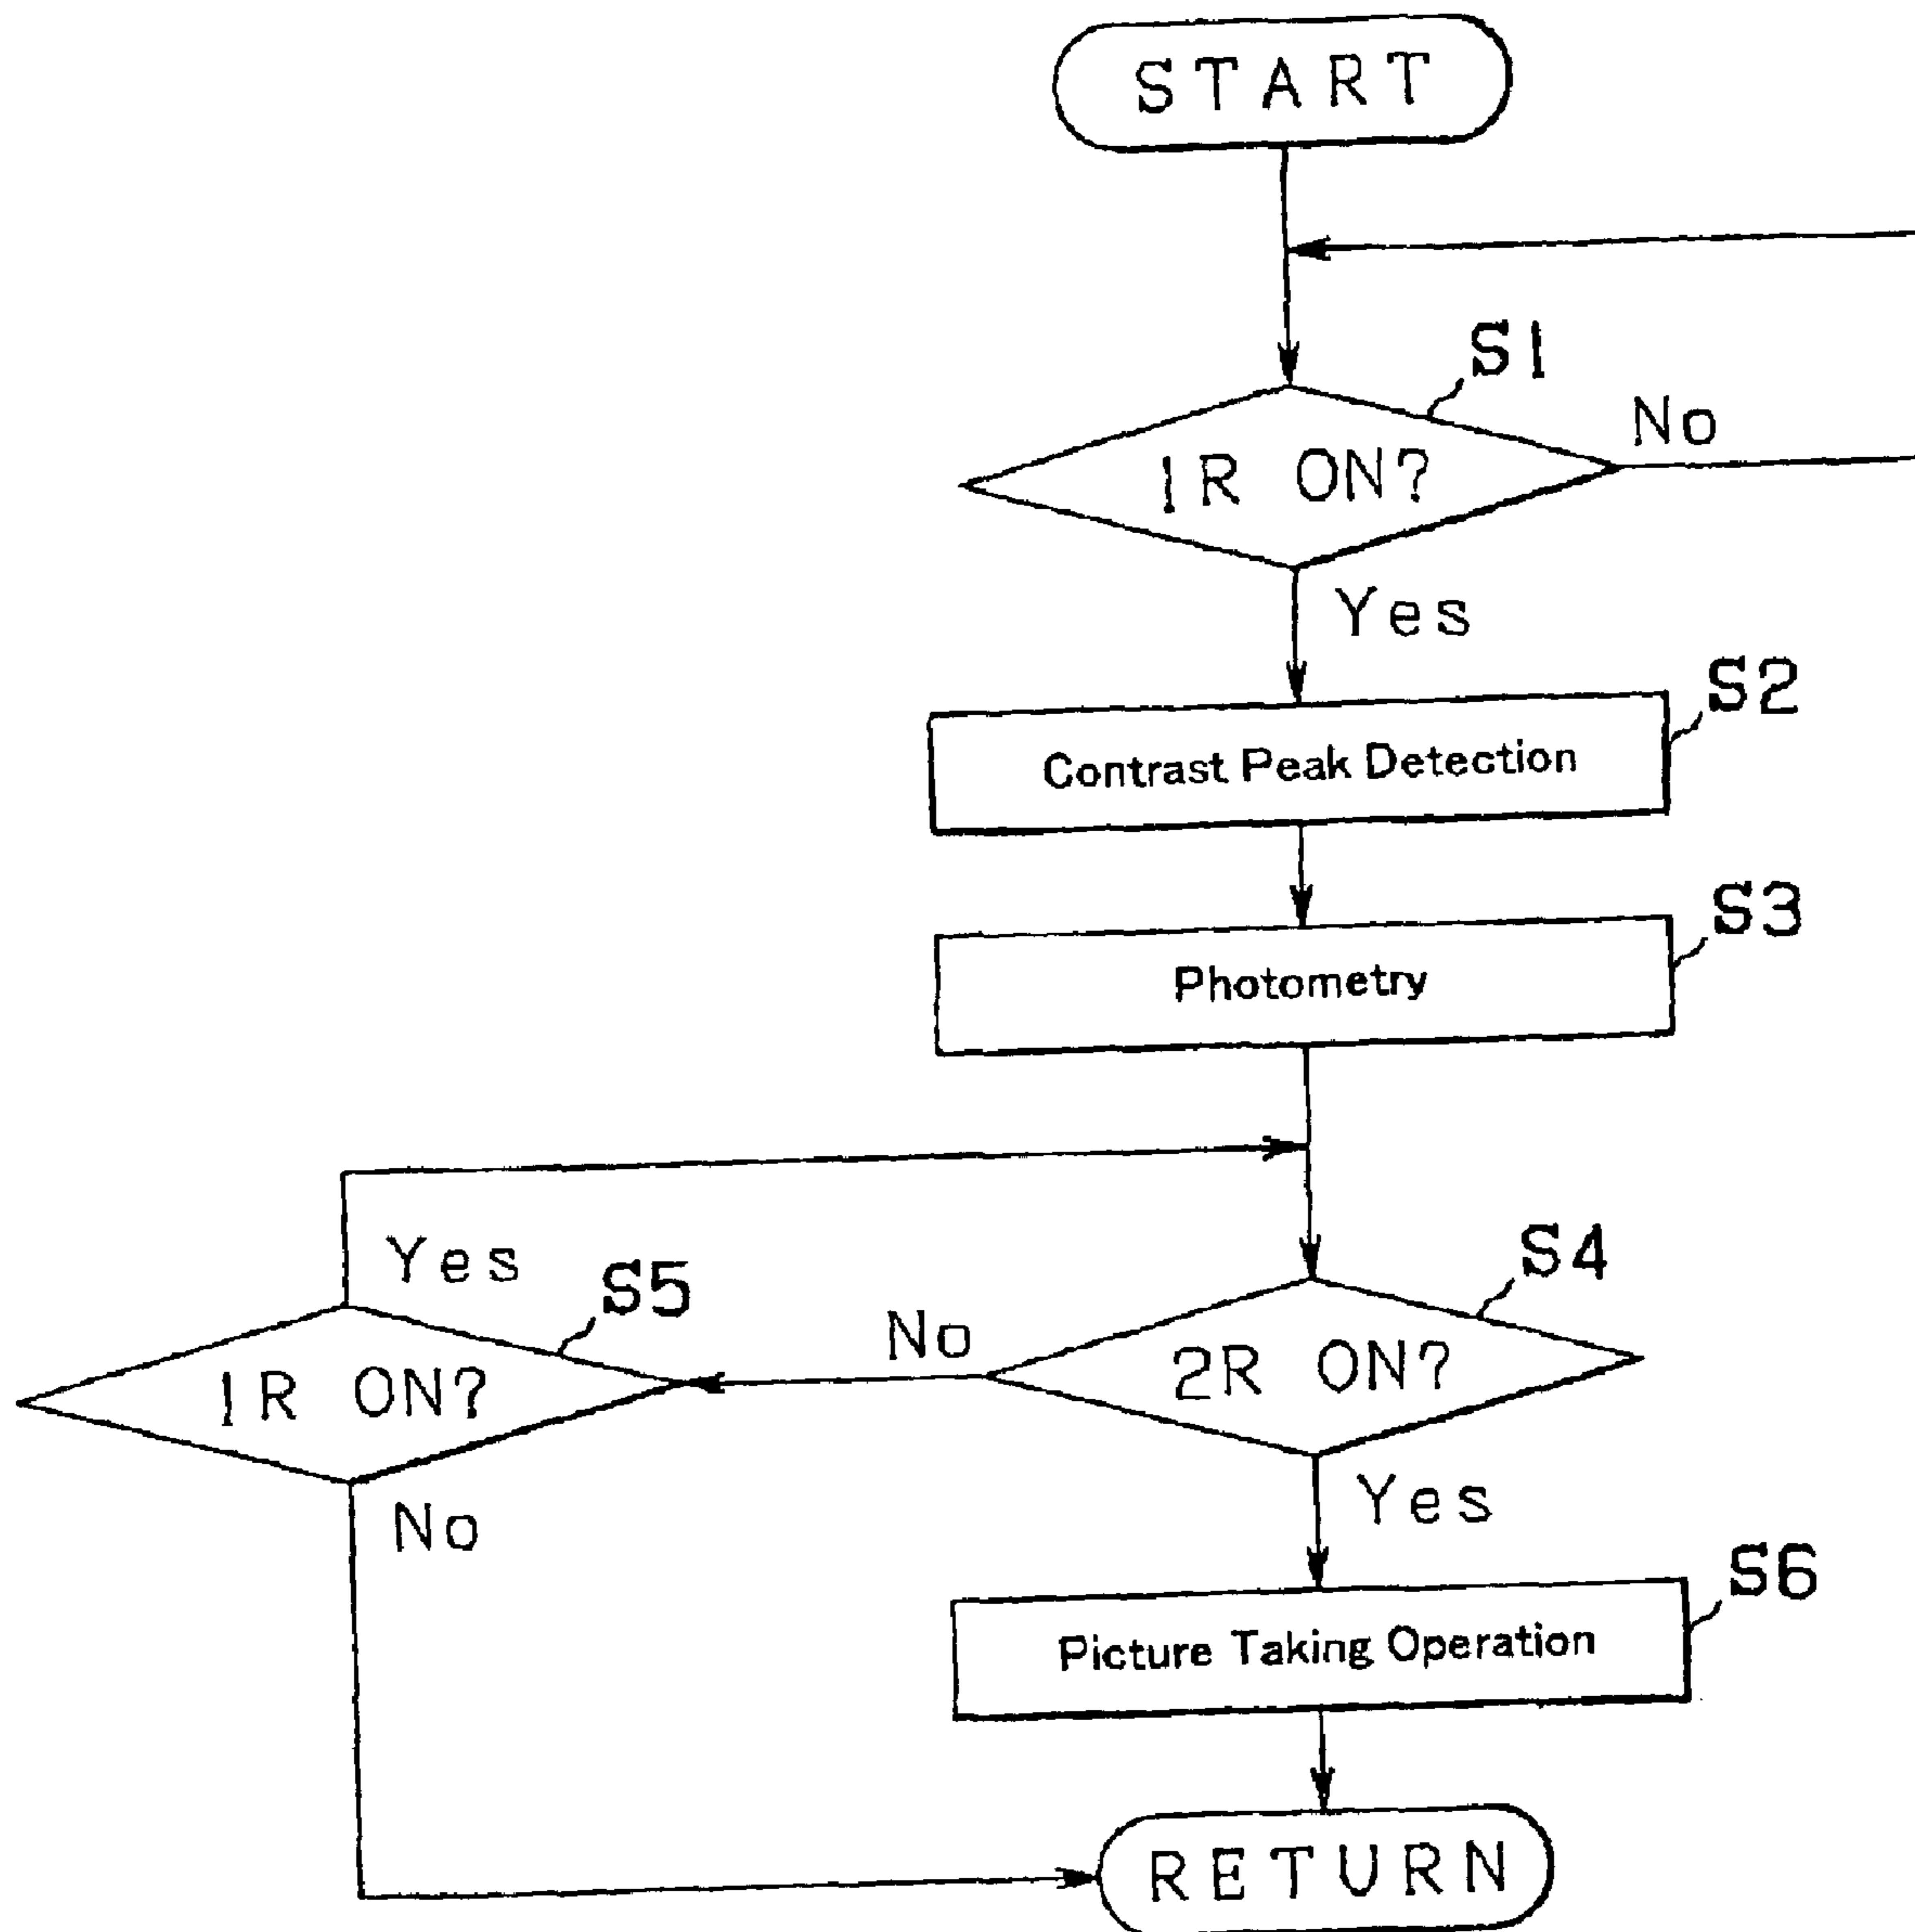 START
S1
1R ON?
No
Yes
S2
Contrast Peak Detection
S3
Photometry
Yes
S5
S4
No
1R ON?
2R ON?
No
Yes
S6
Picture Taking Operation
RETURN